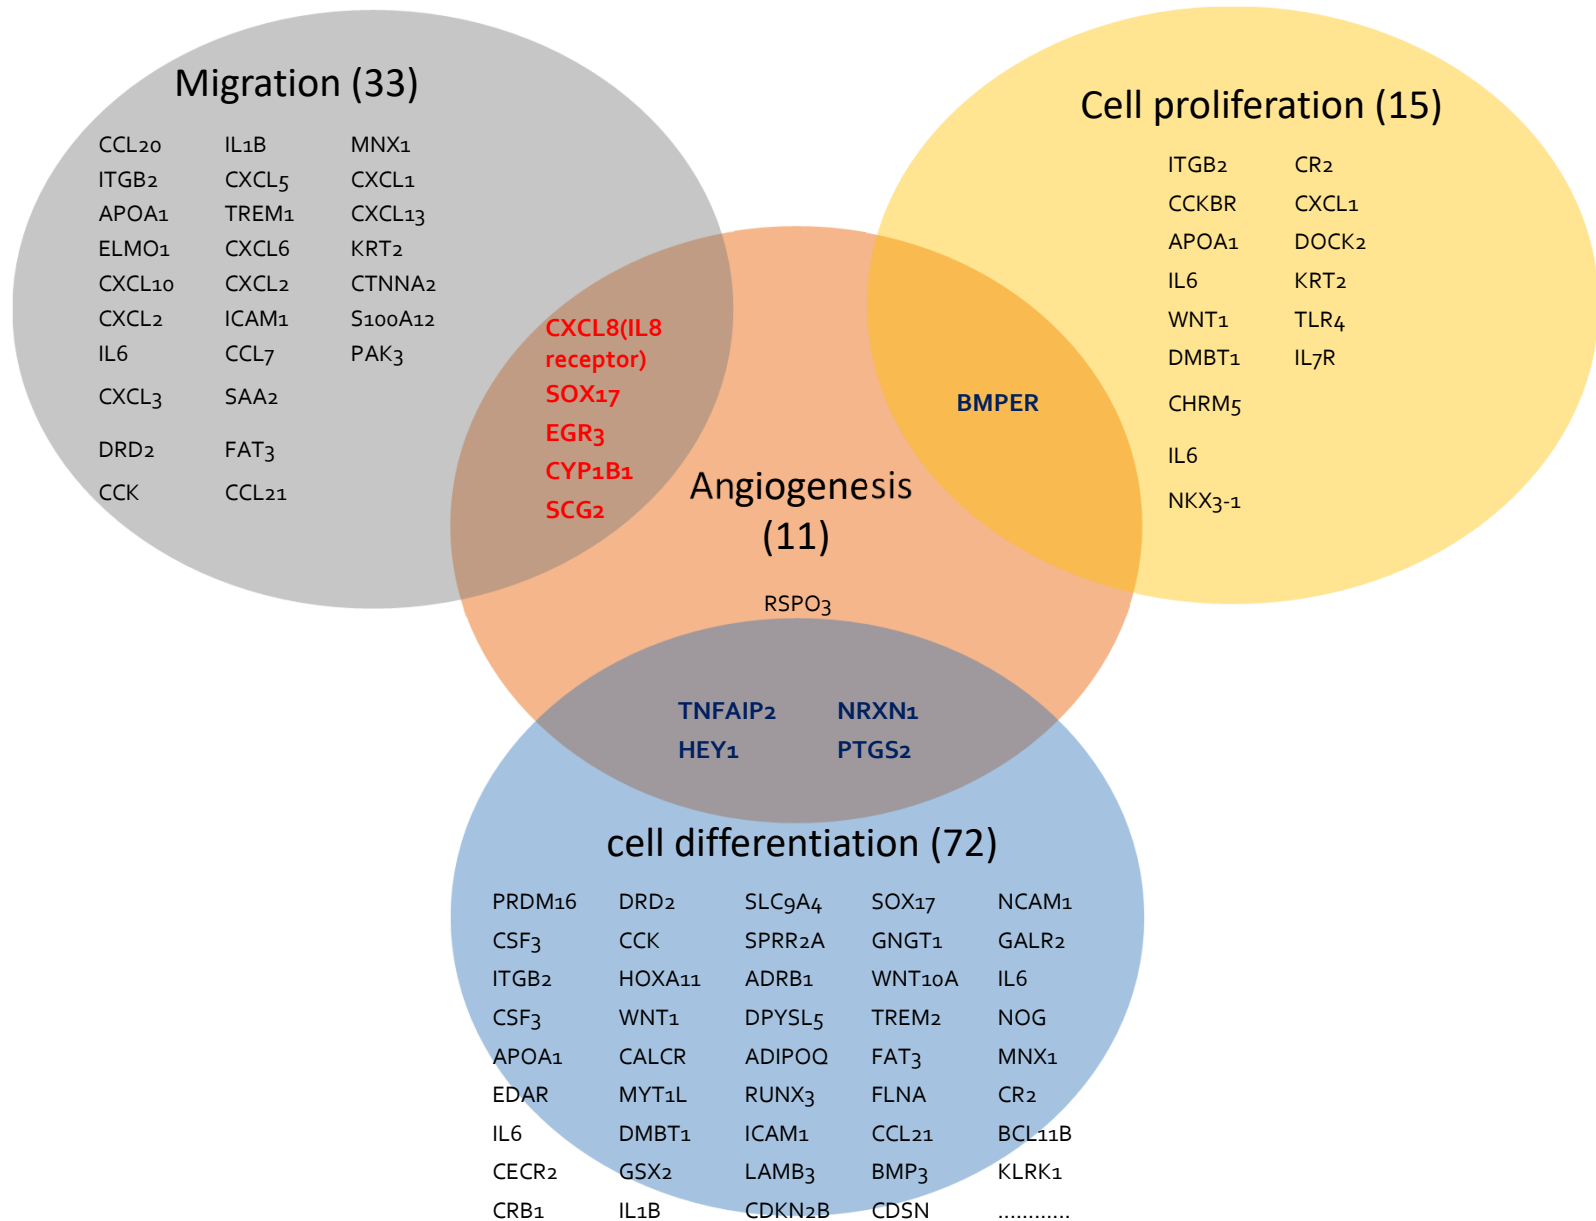 Migration (33)
CCL20 IL1B MNX1
ITGB2 CXCL5 CXCL1
APOA1 TREM1 CXCL13
ELMO1 CXCL6 KRT2
CXCL10 CXCL2 CTNNA2
CXCL2 ICAM1 S100A12
IL6 CCL7 PAK3
CXCL3 SAA2
DRD2 FAT3
CCK CCL21
Cell proliferation (15)
ITGB2 CR2
CCKBR CXCL1
APOA1 DOCK2
IL6 KRT2
WNT1 TLR4
DMBT1 IL7R
CHRM5
IL6
NKX3-1
CXCL8(IL8
receptor)
SOX17
EGR3
CYP1B1
SCG2
BMPER
Angiogenesis
(11)
RSPO3
TNFAIP2 NRXN1
HEY1 PTGS2
cell differentiation (72)
PRDM16 DRD2 SLC9A4 SOX17 NCAM1
CSF3 CCK SPRR2A GNGT1 GALR2
ITGB2 HOXA11 ADRB1 WNT10A IL6
CSF3 WNT1 DPYSL5 TREM2 NOG
APOA1 CALCR ADIPOQ FAT3 MNX1
EDAR MYT1L RUNX3 FLNA CR2
IL6 DMBT1 ICAM1 CCL21 BCL11B
CECR2 GSX2 LAMB3 BMP3 KLRK1
CRB1 IL1B CDKN2B CDSN ............